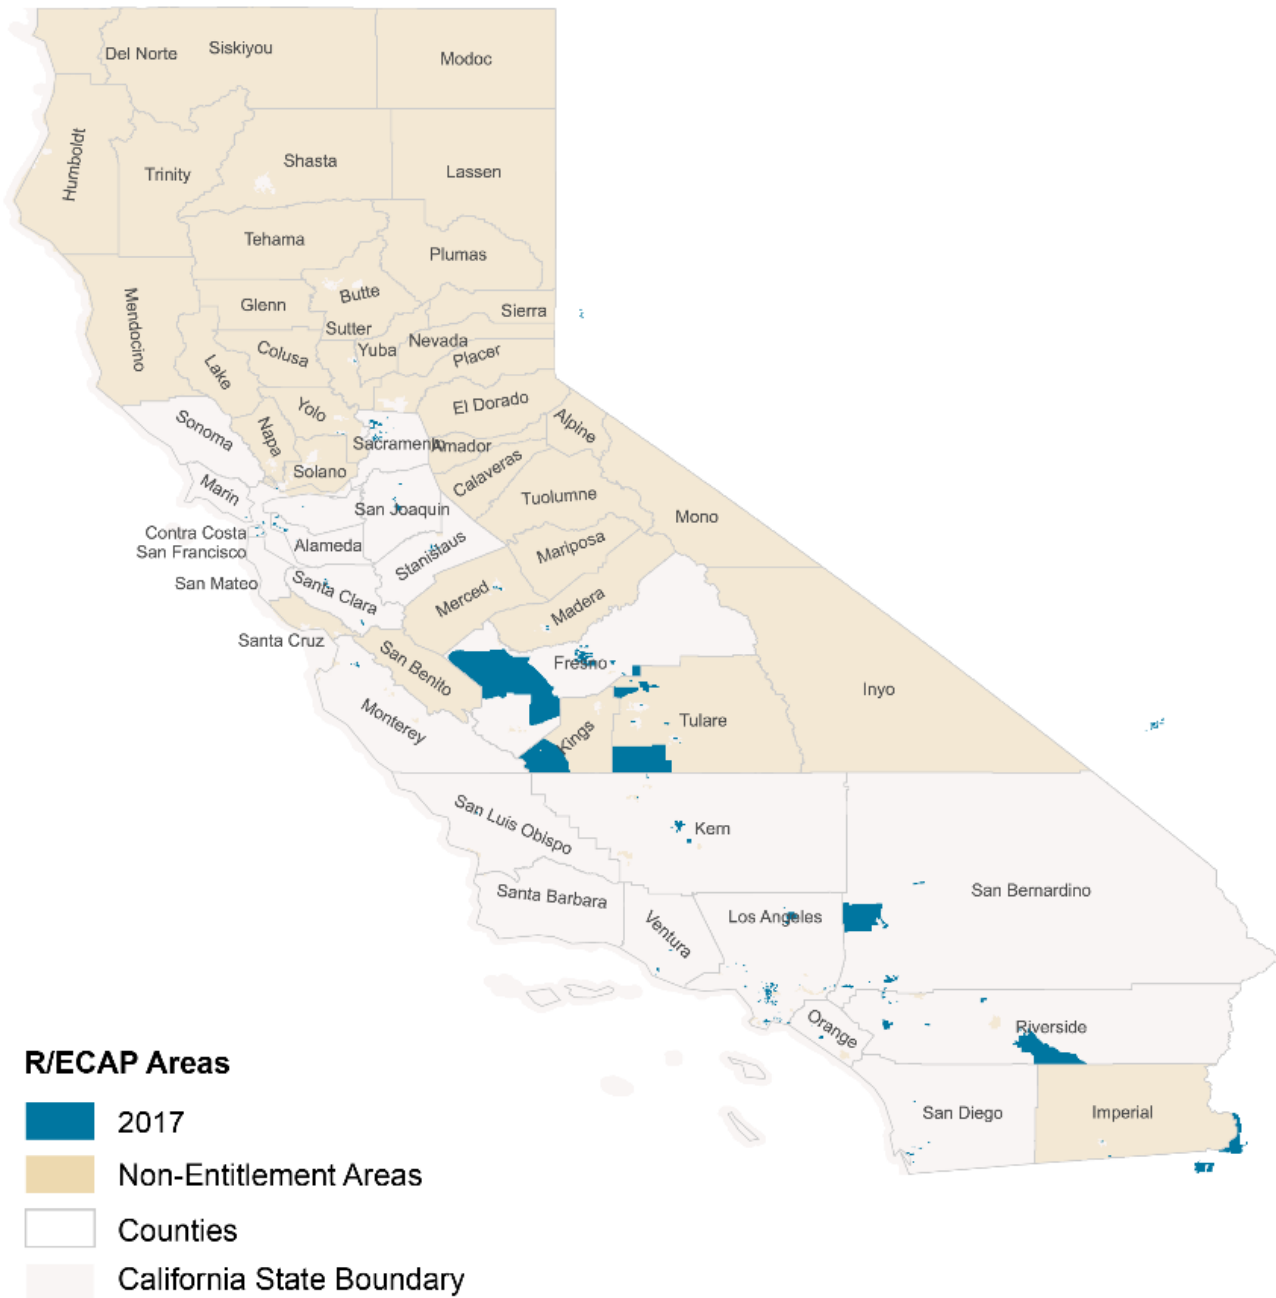 Del Norte
Siskiyou
Modoc
Humboldt
Trinity
Shasta
Lassen
Tehama
Plumas
Mendocino
Glenn
Butte
Sierra
Sutter
Yuba
Nevada
Placer
Colusa
Lake
El Dorado
Yolo
Napa
Sonoma
Sacramento
Amador
Alpine
Solano
Calaveras
Marin
Tuolumne
San Joaquin
Mono
Contra Costa
San Francisco
Alameda
Stanislaus
Mariposa
San Mateo
Santa Clara
Merced
Madera
Santa Cruz
San Benito
Fresno
Inyo
Monterey
Kings
Tulare
San Luis Obispo
Kern
Santa Barbara
Ventura
Los Angeles
San Bernardino
Orange
Riverside
San Diego
Imperial
R/ECAP Areas
2017
Non-Entitlement Areas
Counties
California State Boundary